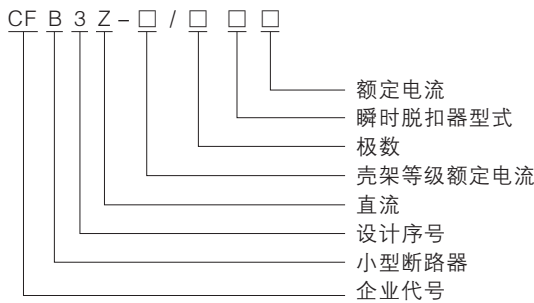 CF B 3 Z – □ / □ □ □
额定电流
瞬时脱扣器型式
极数
壳架等级额定电流
直流
设计序号
小型断路器
企业代号